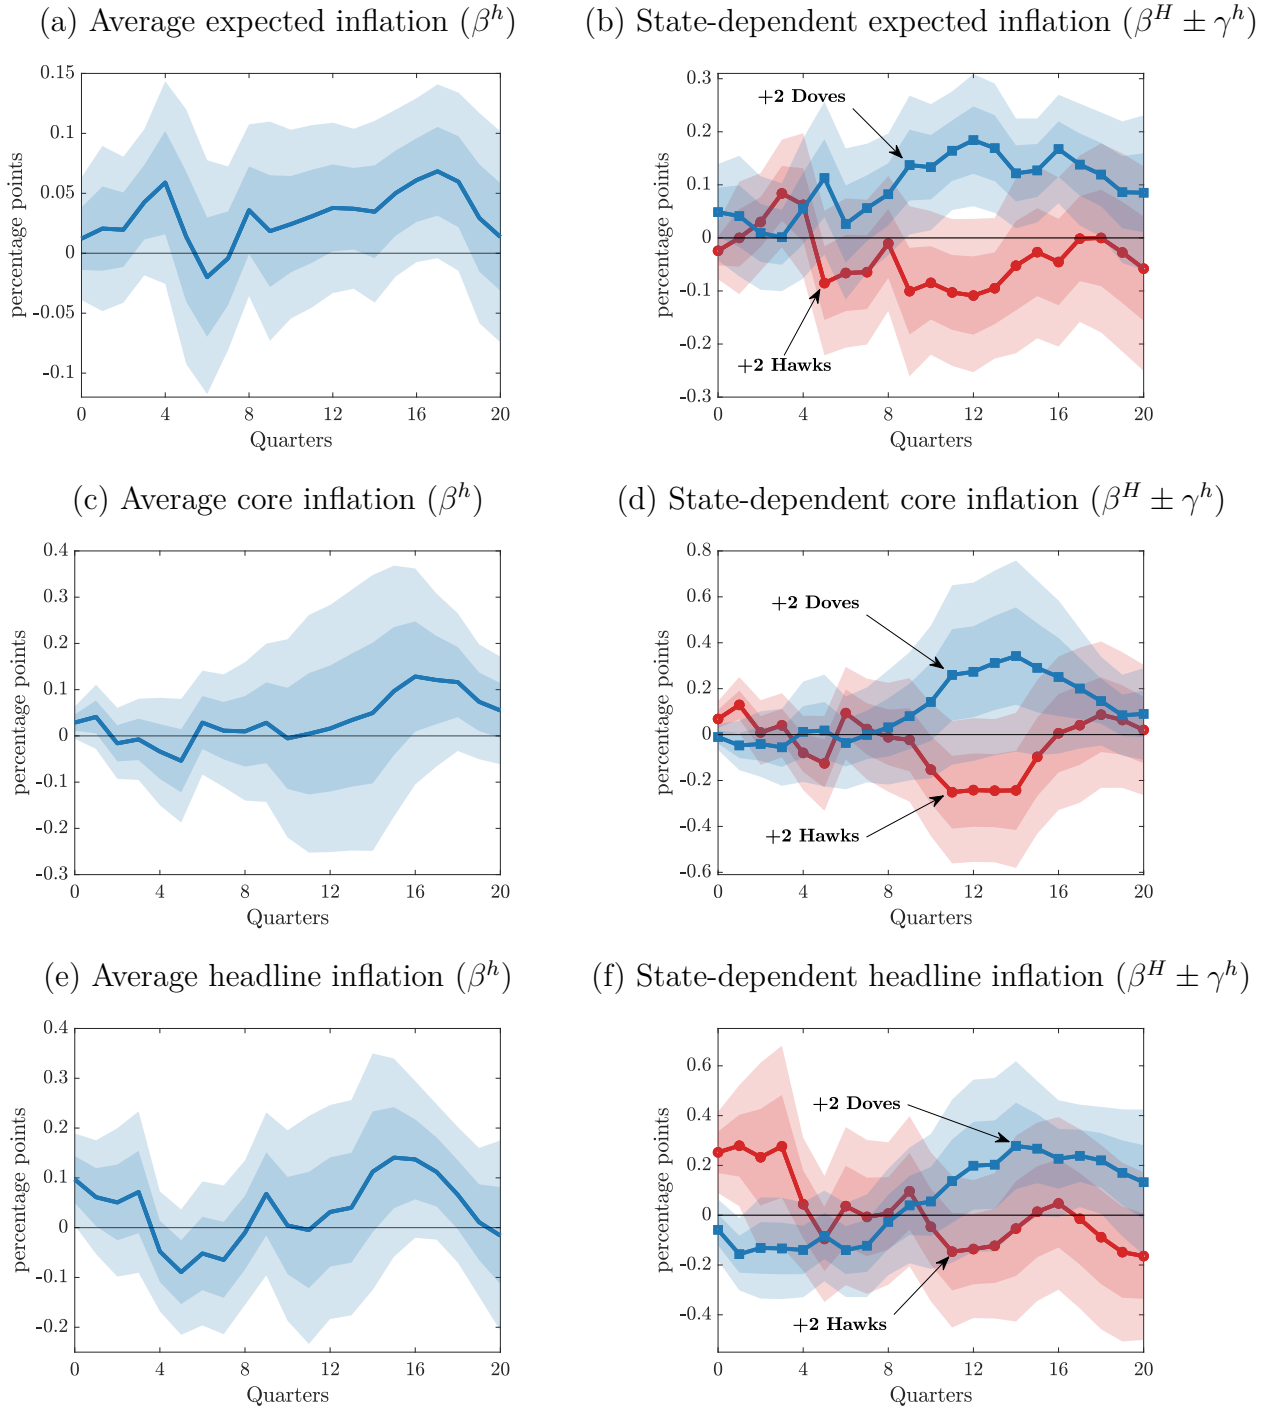 (a) Average expected inflation (β^h)
percentage points
0.15
0.1
0.05
0
-0.05
-0.1
0 4 8 12 16 20
Quarters
(b) State-dependent expected inflation (β^H ± γ^h)
percentage points
0.3
0.2
0.1
0
-0.1
-0.2
-0.3
+2 Doves
+2 Hawks
0 4 8 12 16 20
Quarters
(c) Average core inflation (β^h)
percentage points
0.4
0.3
0.2
0.1
0
-0.1
-0.2
-0.3
0 4 8 12 16 20
Quarters
(d) State-dependent core inflation (β^H ± γ^h)
percentage points
0.8
0.6
0.4
0.2
0
-0.2
-0.4
-0.6
+2 Doves
+2 Hawks
0 4 8 12 16 20
Quarters
(e) Average headline inflation (β^h)
percentage points
0.4
0.3
0.2
0.1
0
-0.1
-0.2
0 4 8 12 16 20
Quarters
(f) State-dependent headline inflation (β^H ± γ^h)
percentage points
0.6
0.4
0.2
0
-0.2
-0.4
+2 Doves
+2 Hawks
0 4 8 12 16 20
Quarters